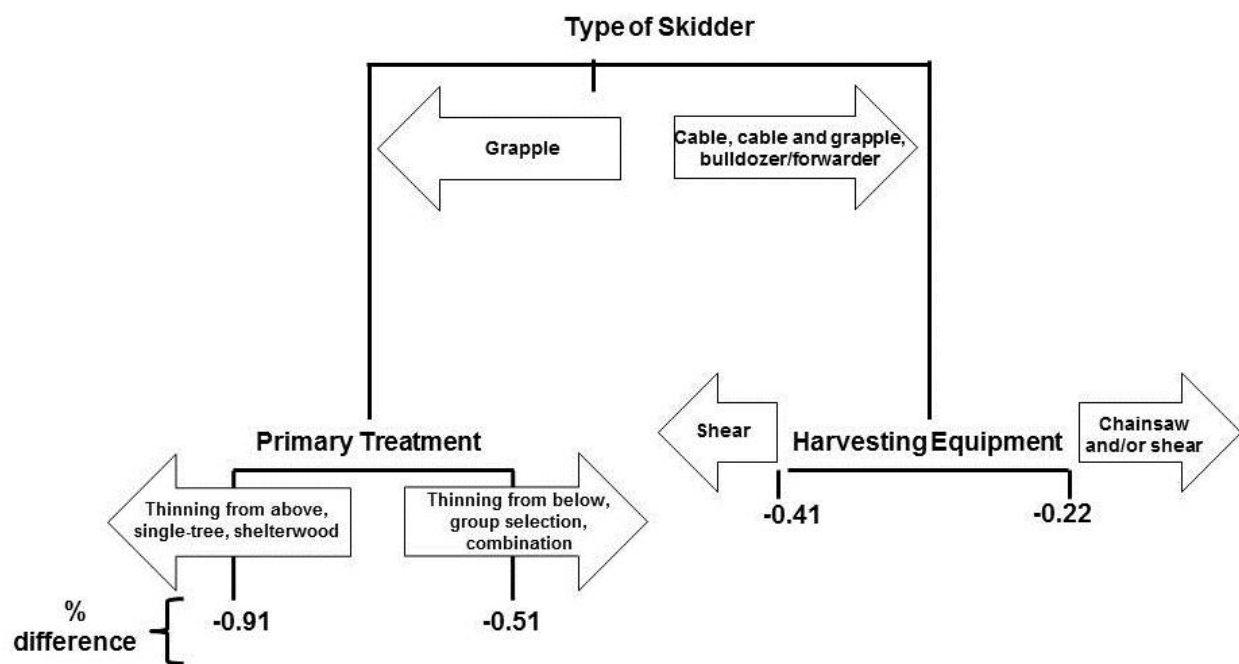 Type of Skidder
Grapple
Cable, cable and grapple,
bulldozer/forwarder
Shear
Harvesting Equipment
Chainsaw
and/or shear
-0.41
-0.22
Primary Treatment
Thinning from above,
single-tree, shelterwood
Thinning from below,
group selection,
combination
%
difference
-0.91
-0.51